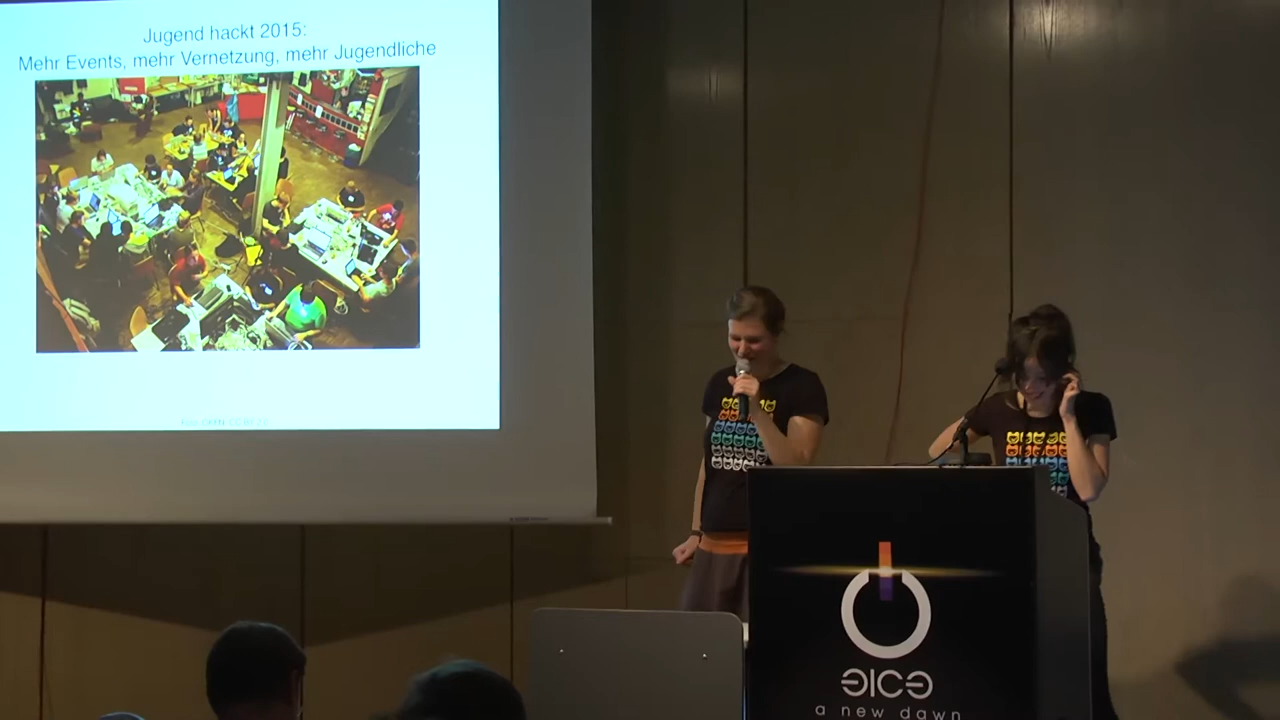 Jugend hackt 2015:
Mehr Events, mehr Vernetzung, mehr Jugendliche
a new dawn